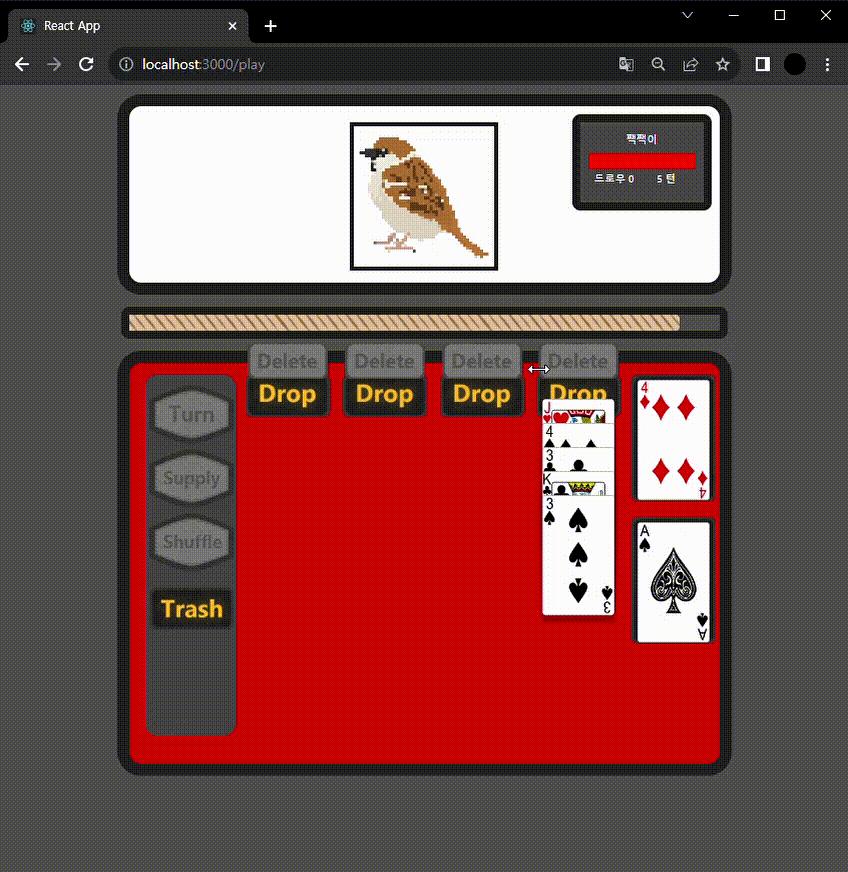 React App
localhost:3000/play
짹짹이
드로우 0 5 턴
Delete Delete Delete Delete
Drop Drop Drop Drop
Turn
Supply
Shuffle
Trash
J
4
3
K
3
3
4
4
A
A